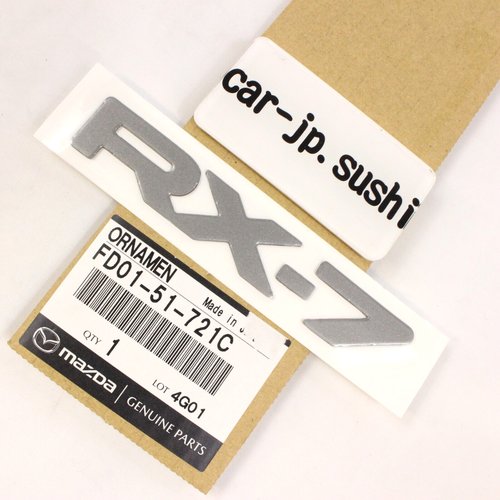 car-jp.sushi
RX-7
ORNAMEN
FD01-51-721C
Made in
QTY 1
LOT 4G01
mazda GENUINE PARTS